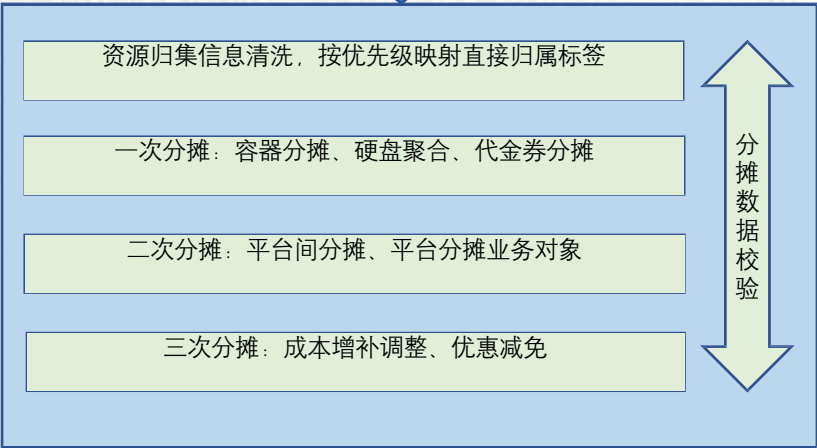 资源归集信息清洗，按优先级映射直接归属标签
一次分摊：容器分摊、硬盘聚合、代金券分摊
二次分摊：平台间分摊、平台分摊业务对象
三次分摊：成本增补调整、优惠减免
分摊数据校验